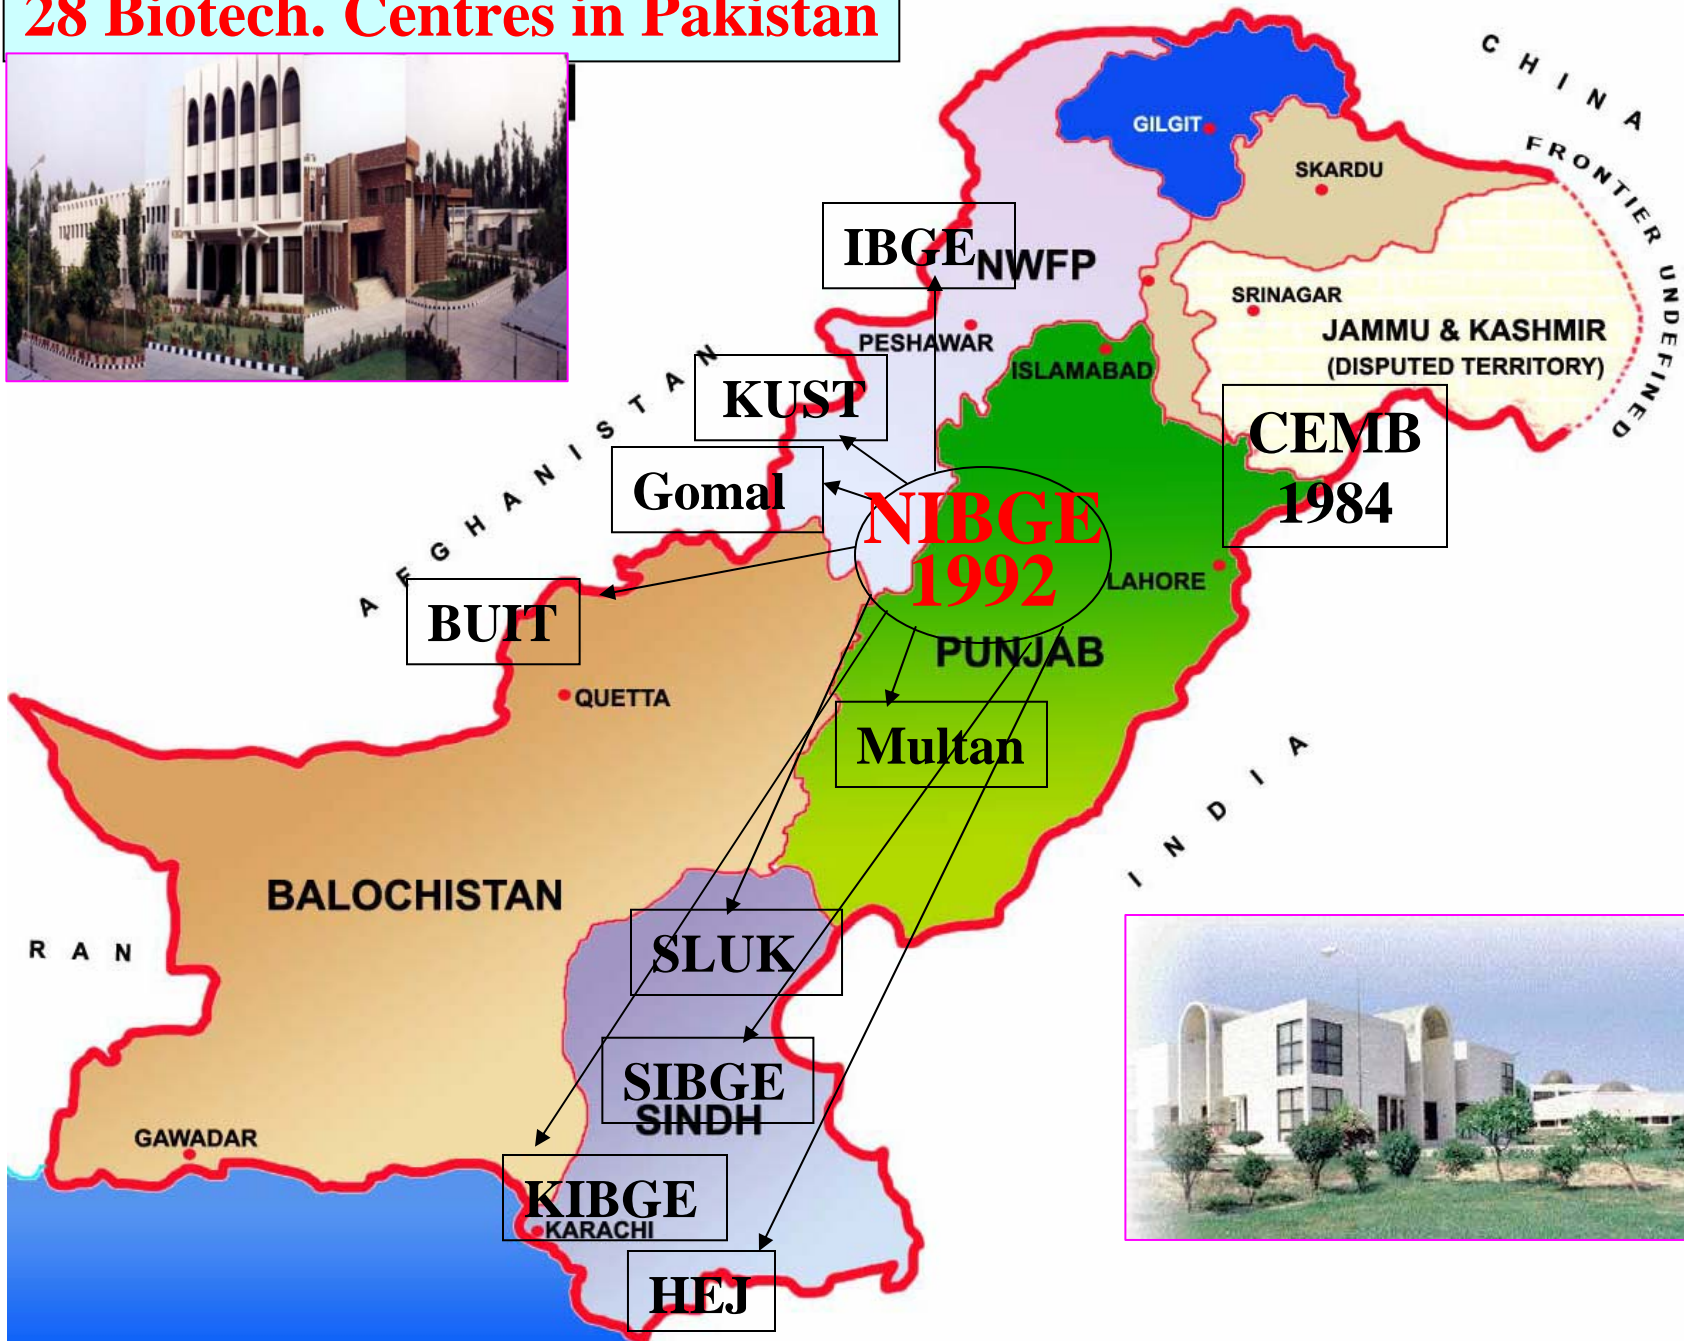 28 Biotech. Centres in Pakistan
CHINA
FRONTIER UNDEFINED
GILGIT
SKARDU
IBGE
NWFP
SRINAGAR
JAMMU & KASHMIR
(DISPUTED TERRITORY)
PESHAWAR
ISLAMABAD
AFGHANISTAN
KUST
CEMB
1984
Gomal
NIBGE
1992
LAHORE
BUIT
PUNJAB
QUETTA
Multan
INDIA
BALOCHISTAN
RAN
SLUK
SIBGE
SINDH
GAWADAR
KIBGE
KARACHI
HEJ